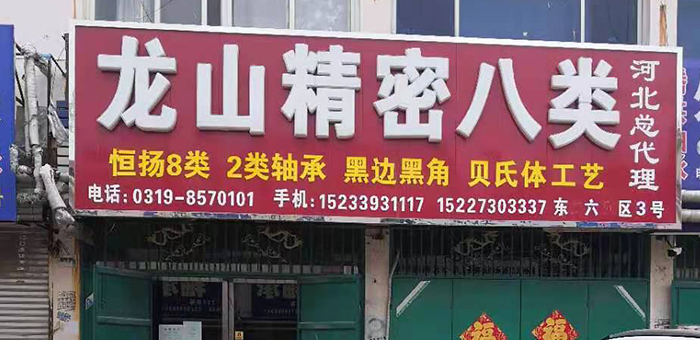 龙山精密八类
河北总代理
恒扬8类 2类轴承 黑边黑角 贝氏体工艺
电话:0319-8570101 手机:15233931117 15227303337 东六区3号
福
福